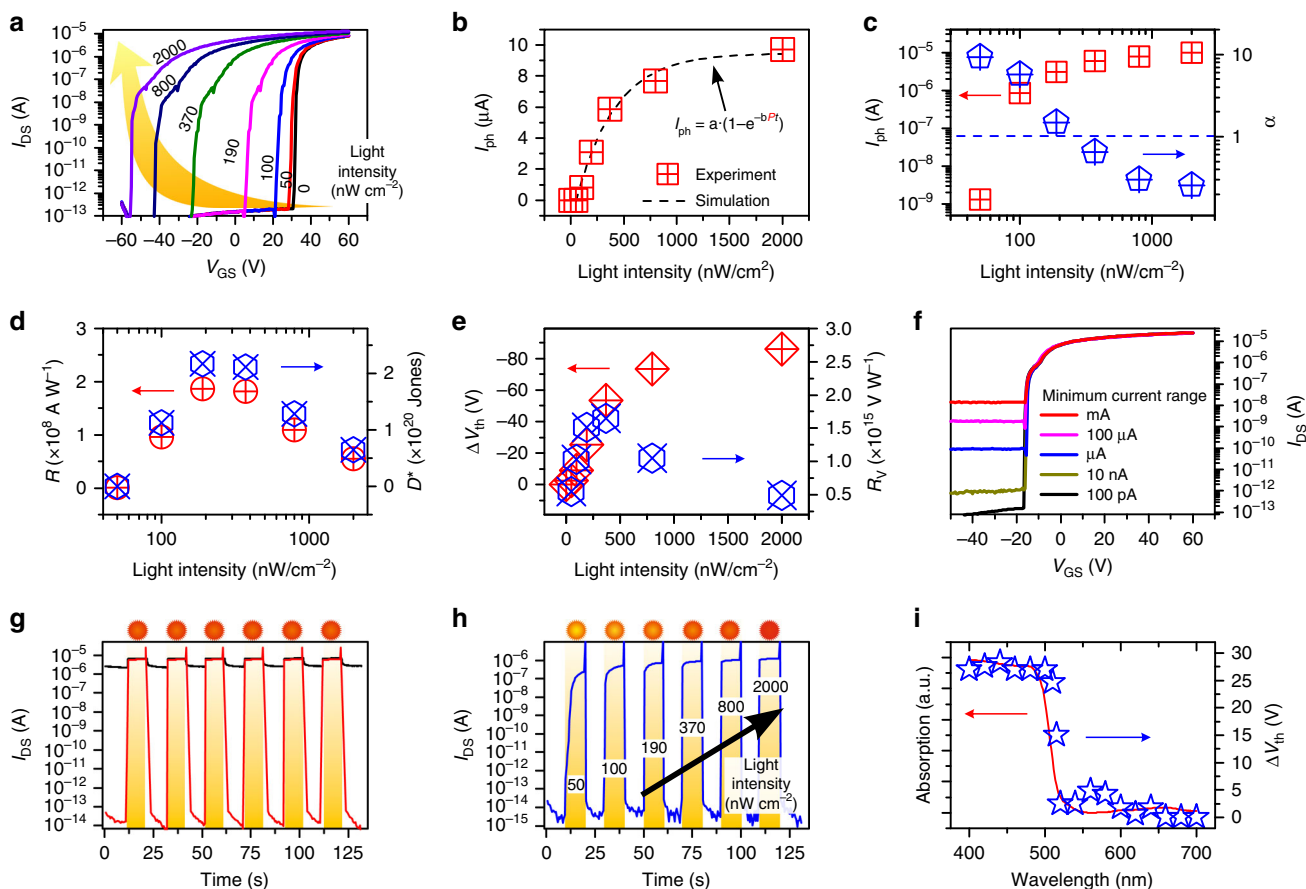 a
I_DS (A)
10⁻⁵
10⁻⁶
10⁻⁷
10⁻⁸
10⁻⁹
10⁻¹⁰
10⁻¹¹
10⁻¹²
10⁻¹³
2000
800
370
190
100
50
0
Light
intensity
(nW cm⁻²)
−60 −40 −20 0 20 40 60
V_GS (V)
b
I_ph (μA)
10
8
6
4
2
0
I_ph = a·(1–e^−bPt)
Experiment
Simulation
0 500 1000 1500 2000
Light intensity (nW/cm²)
c
I_ph (A)
10⁻⁵
10⁻⁶
10⁻⁷
10⁻⁸
10⁻⁹
10
1
α
100 1000
Light intensity (nW/cm⁻²)
d
R (×10⁸ A W⁻¹)
3
2
1
0
2
1
0
D* (×10²⁰ Jones)
100 1000
Light intensity (nW/cm⁻²)
e
ΔV_th (V)
−80
−60
−40
−20
0
3.0
2.5
2.0
1.5
1.0
0.5
R_V (×10¹⁵ V W⁻¹)
0 500 1000 1500 2000
Light intensity (nW/cm⁻²)
f
Minimum current range
mA
100 μA
μA
10 nA
100 pA
10⁻⁵
10⁻⁶
10⁻⁷
10⁻⁸
10⁻⁹
10⁻¹⁰
10⁻¹¹
10⁻¹²
10⁻¹³
I_DS (A)
−40 −20 0 20 40 60
V_GS (V)
g
I_DS (A)
10⁻⁵
10⁻⁶
10⁻⁷
10⁻⁸
10⁻⁹
10⁻¹⁰
10⁻¹¹
10⁻¹²
10⁻¹³
10⁻¹⁴
10⁻¹⁵
0 25 50 75 100 125
Time (s)
h
I_DS (A)
10⁻⁶
10⁻⁷
10⁻⁸
10⁻⁹
10⁻¹⁰
10⁻¹¹
10⁻¹²
10⁻¹³
10⁻¹⁴
10⁻¹⁵
50
100
190
370
800
2000
Light
intensity
(nW cm⁻²)
0 25 50 75 100 125
Time (s)
i
Absorption (a.u.)
30
25
20
15
10
5
0
ΔV_th (V)
400 500 600 700
Wavelength (nm)